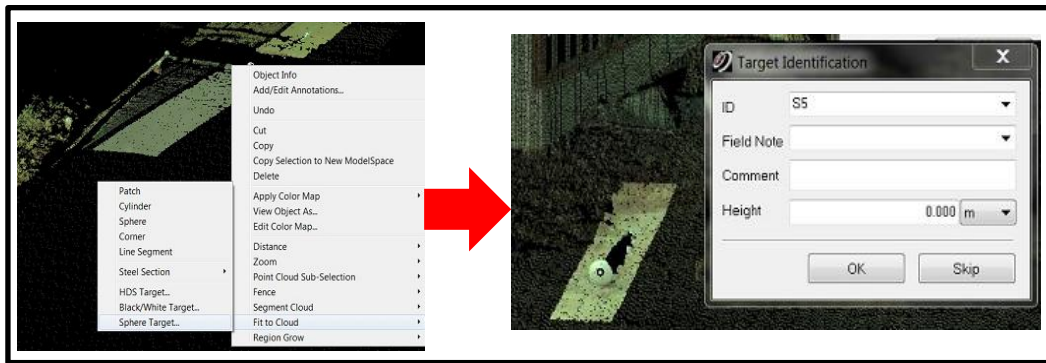 Object Info
Add/Edit Annotations...
Undo
Cut
Copy
Copy Selection to New ModelSpace
Delete
Apply Color Map
View Object As...
Edit Color Map...
Distance
Zoom
Point Cloud Sub-Selection
Fence
Segment Cloud
Fit to Cloud
Region Grow
Patch
Cylinder
Sphere
Corner
Line Segment
Steel Section
HDS Target...
Black/White Target...
Sphere Target...
Target Identification X
ID S5
Field Note
Comment
Height 0.000 m
OK Skip